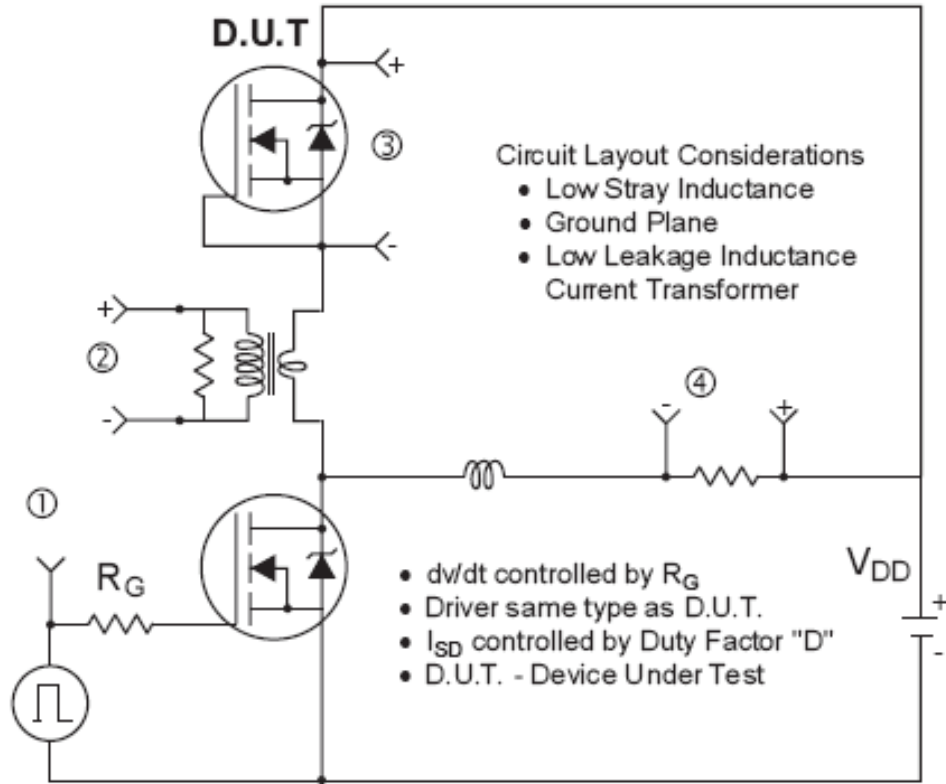 D.U.T
+
③
-
Circuit Layout Considerations
• Low Stray Inductance
• Ground Plane
• Low Leakage Inductance
Current Transformer
+
②
-
④
-
+
①
RG
VDD
+
-
• dv/dt controlled by RG
• Driver same type as D.U.T.
• ISD controlled by Duty Factor "D"
• D.U.T. - Device Under Test